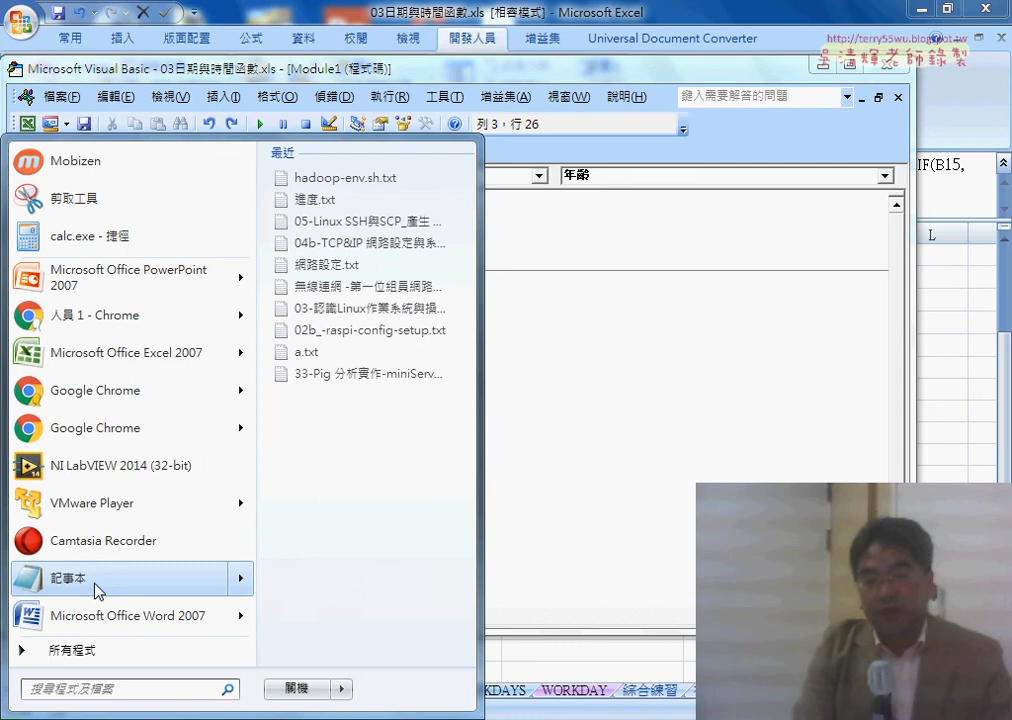 03日期與時間函數.xls [相容模式] - Microsoft Excel
常用 插入 版面配置 公式 資料 校閱 檢視 開發人員 增益集 Universal Document Converter
http://terry55wu.blogspot.tw
吳清輝老師錄製
Microsoft Visual Basic - 03日期與時間函數.xls - [Module1 (程式碼)]
檔案(F) 編輯(E) 檢視(V) 插入(I) 格式(O) 偵錯(D) 執行(R) 工具(T) 增益集(A) 視窗(W) 說明(H) 鍵入需要解答的問題
列 3，行 26
年齡
IF(B15,
L
Mobizen
剪取工具
calc.exe - 捷徑
Microsoft Office PowerPoint
2007
人員 1 - Chrome
Microsoft Office Excel 2007
Google Chrome
Google Chrome
NI LabVIEW 2014 (32-bit)
VMware Player
Camtasia Recorder
記事本
Microsoft Office Word 2007
所有程式
搜尋程式及檔案
關機
最近
hadoop-env.sh.txt
進度.txt
05-Linux SSH與SCP_產生 ...
04b-TCP&IP 網路設定與系...
網路設定.txt
無線連網 -第一位組員網路...
03-認識Linux作業系統與操...
02b_-raspi-config-setup.txt
a.txt
33-Pig 分析實作-miniServ...
KDAYS WORKDAY 綜合練習